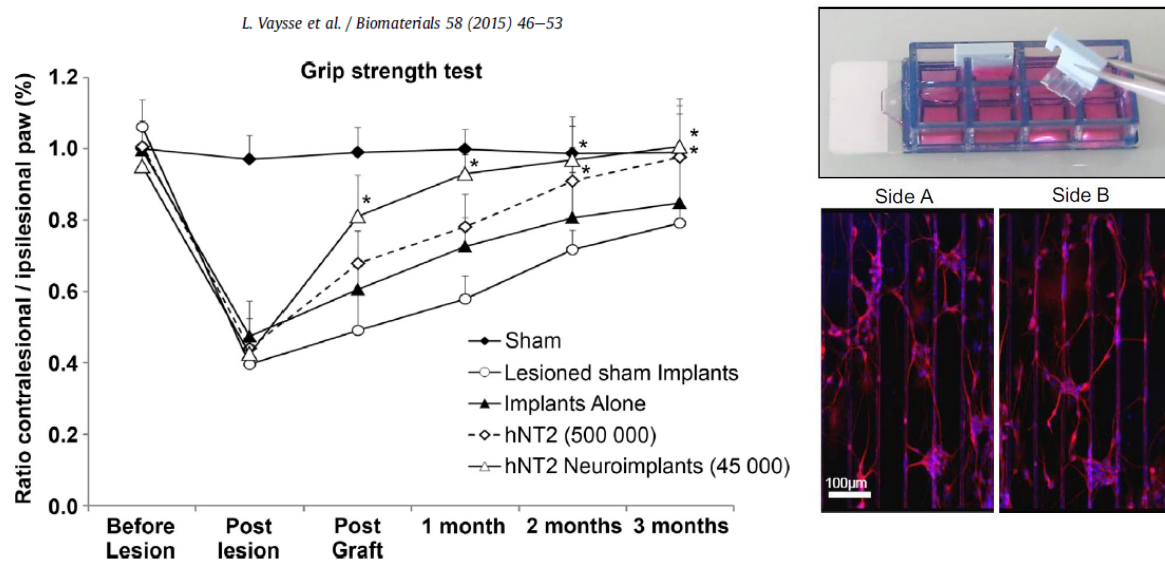 L. Vaysse et al. / Biomaterials 58 (2015) 46–53
Grip strength test
Ratio contralesional / ipsilesional paw (%)
1.2
1.0
0.8
0.6
0.4
0.2
0.0
*
*
*
*
*
*
Sham
Lesioned sham Implants
Implants Alone
hNT2 (500 000)
hNT2 Neuroimplants (45 000)
Before Lesion
Post lesion
Post Graft
1 month
2 months
3 months
Side A
Side B
100μm